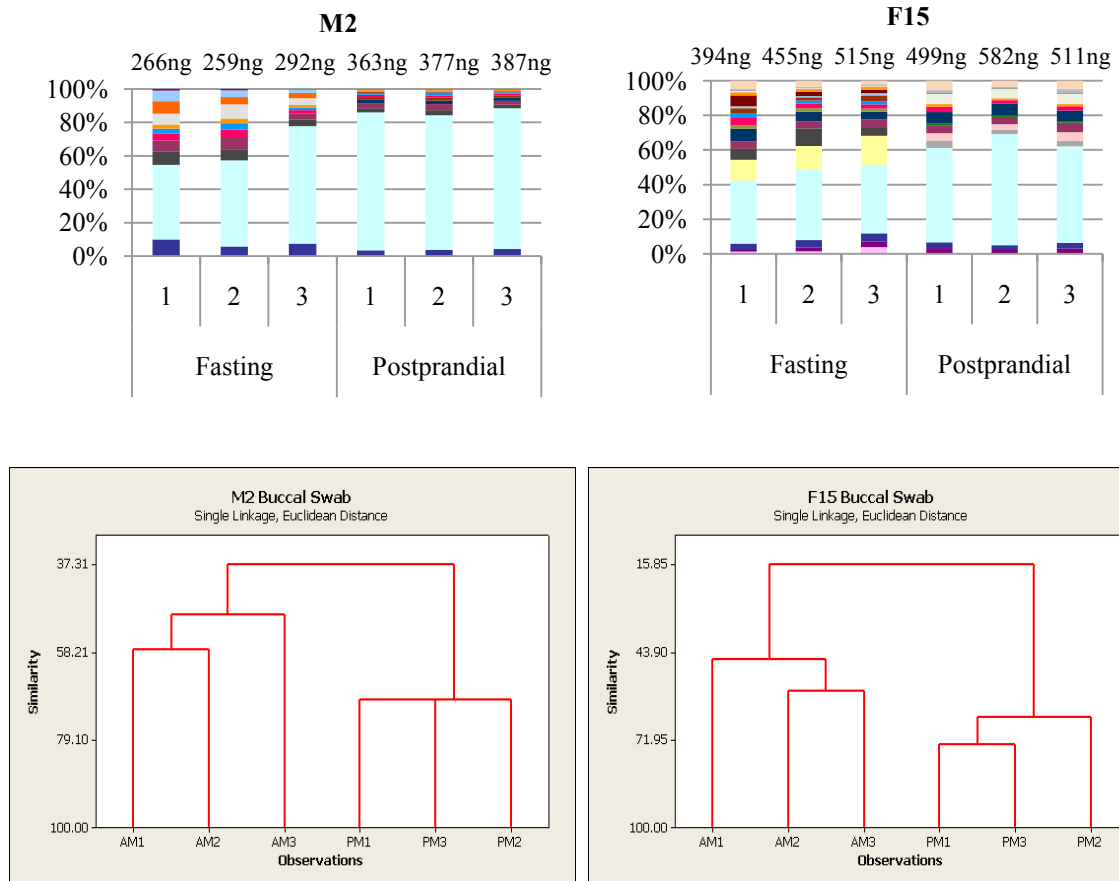 M2
266ng 259ng 292ng 363ng 377ng 387ng
100%
80%
60%
40%
20%
0%
1 2 3 1 2 3
Fasting Postprandial
F15
394ng 455ng 515ng 499ng 582ng 511ng
100%
80%
60%
40%
20%
0%
1 2 3 1 2 3
Fasting Postprandial
M2 Buccal Swab
Single Linkage, Euclidean Distance
37.31
58.21
79.10
100.00
Similarity
AM1 AM2 AM3 PM1 PM3 PM2
Observations
F15 Buccal Swab
Single Linkage, Euclidean Distance
15.85
43.90
71.95
100.00
Similarity
AM1 AM2 AM3 PM1 PM3 PM2
Observations